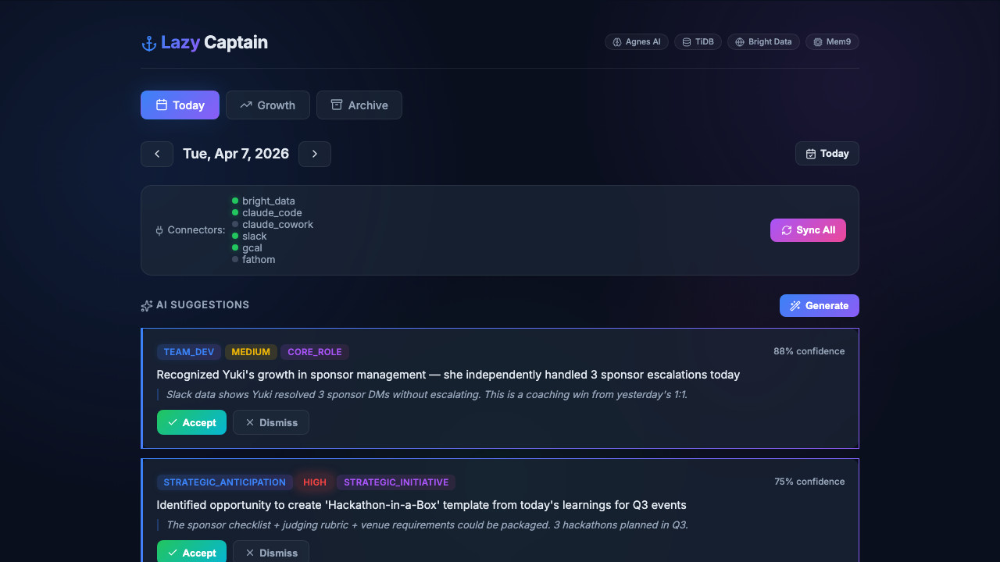 Lazy Captain
Agnes AI TiDB Bright Data Mem9
Today Growth Archive
Tue, Apr 7, 2026
Today
bright_data
claude_code
claude_cowork
Connectors:
slack
gcal
fathom
Sync All
AI SUGGESTIONS
Generate
TEAM_DEV MEDIUM CORE_ROLE 88% confidence
Recognized Yuki's growth in sponsor management — she independently handled 3 sponsor escalations today
Slack data shows Yuki resolved 3 sponsor DMs without escalating. This is a coaching win from yesterday's 1:1.
Accept Dismiss
STRATEGIC_ANTICIPATION HIGH STRATEGIC_INITIATIVE 75% confidence
Identified opportunity to create 'Hackathon-in-a-Box' template from today's learnings for Q3 events
The sponsor checklist + judging rubric + venue requirements could be packaged. 3 hackathons planned in Q3.
Accept Dismiss